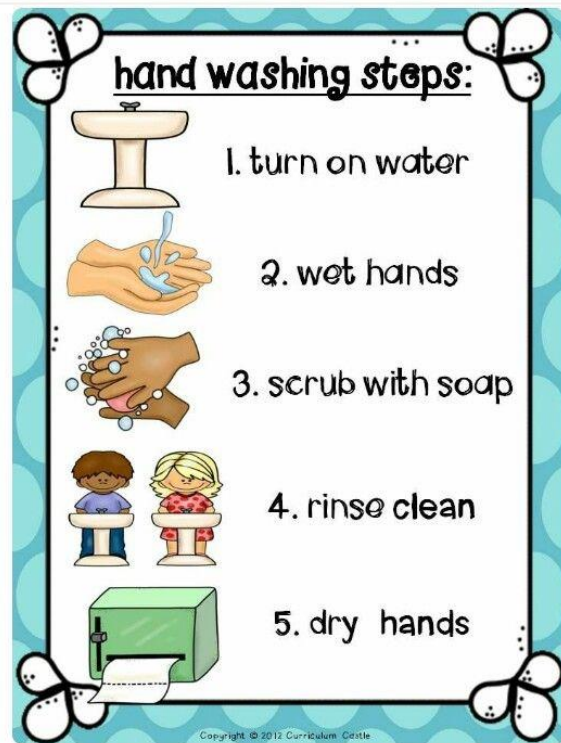 hand washing steps:
1. turn on water
2. wet hands
3. scrub with soap
4. rinse clean
5. dry hands
Copyright © 2012 Curriculum Castle